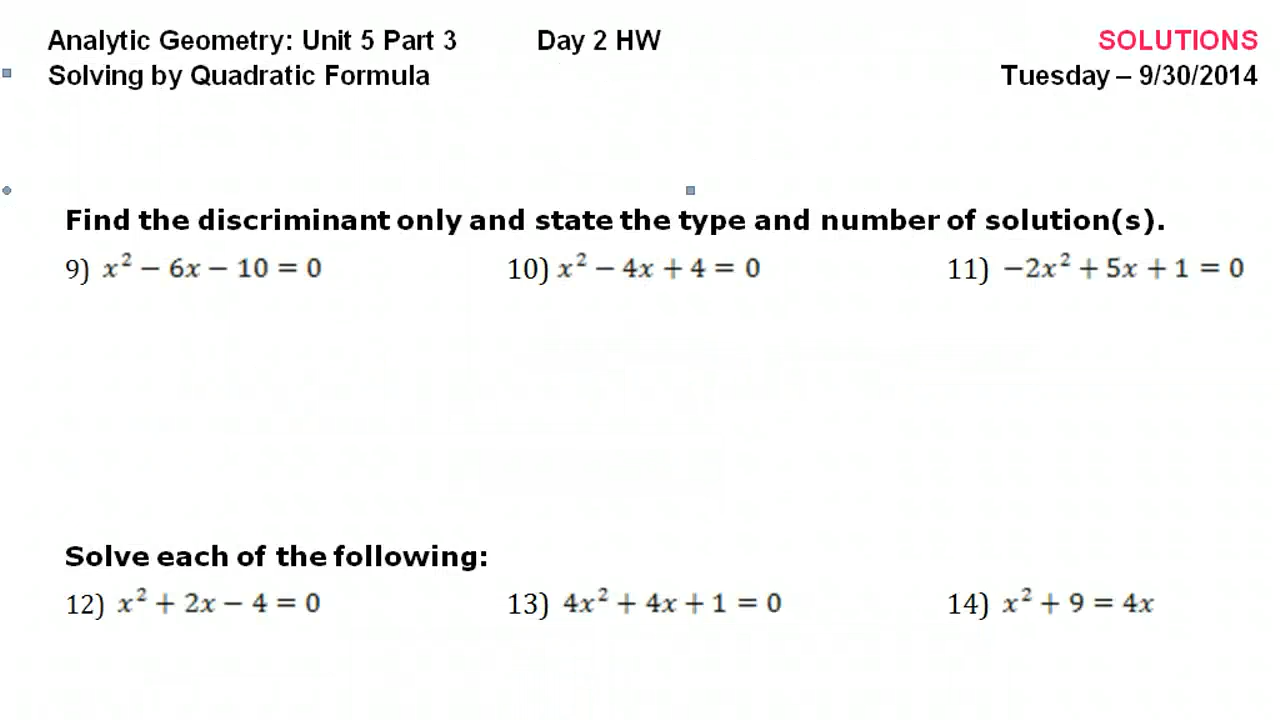 Analytic Geometry: Unit 5 Part 3 Day 2 HW SOLUTIONS
Solving by Quadratic Formula Tuesday – 9/30/2014
Find the discriminant only and state the type and number of solution(s).
9) x² − 6x − 10 = 0 10) x² − 4x + 4 = 0 11) −2x² + 5x + 1 = 0
Solve each of the following:
12) x² + 2x − 4 = 0 13) 4x² + 4x + 1 = 0 14) x² + 9 = 4x